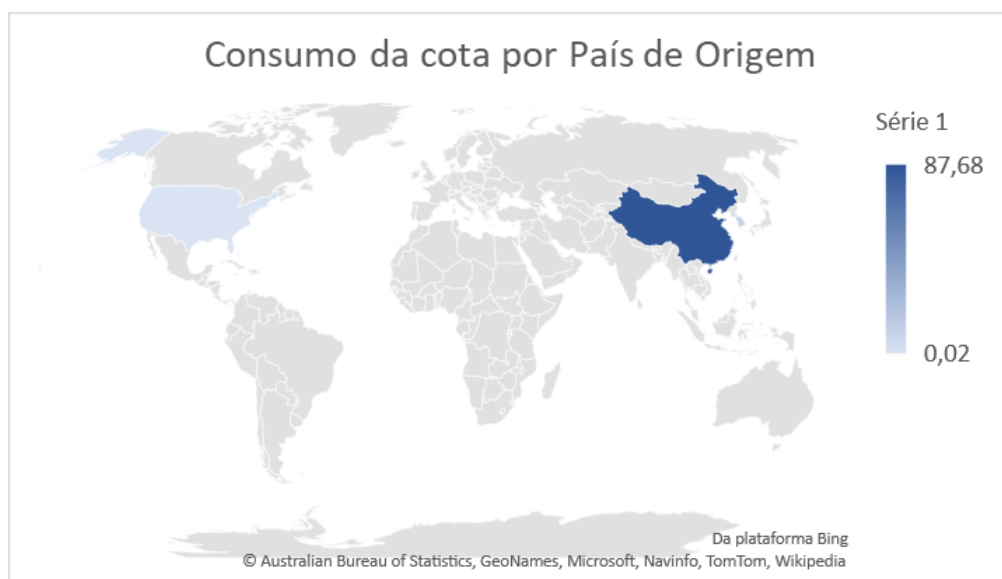 Consumo da cota por País de Origem
Série 1
87,68
0,02
Da plataforma Bing
© Australian Bureau of Statistics, GeoNames, Microsoft, Navinfo, TomTom, Wikipedia